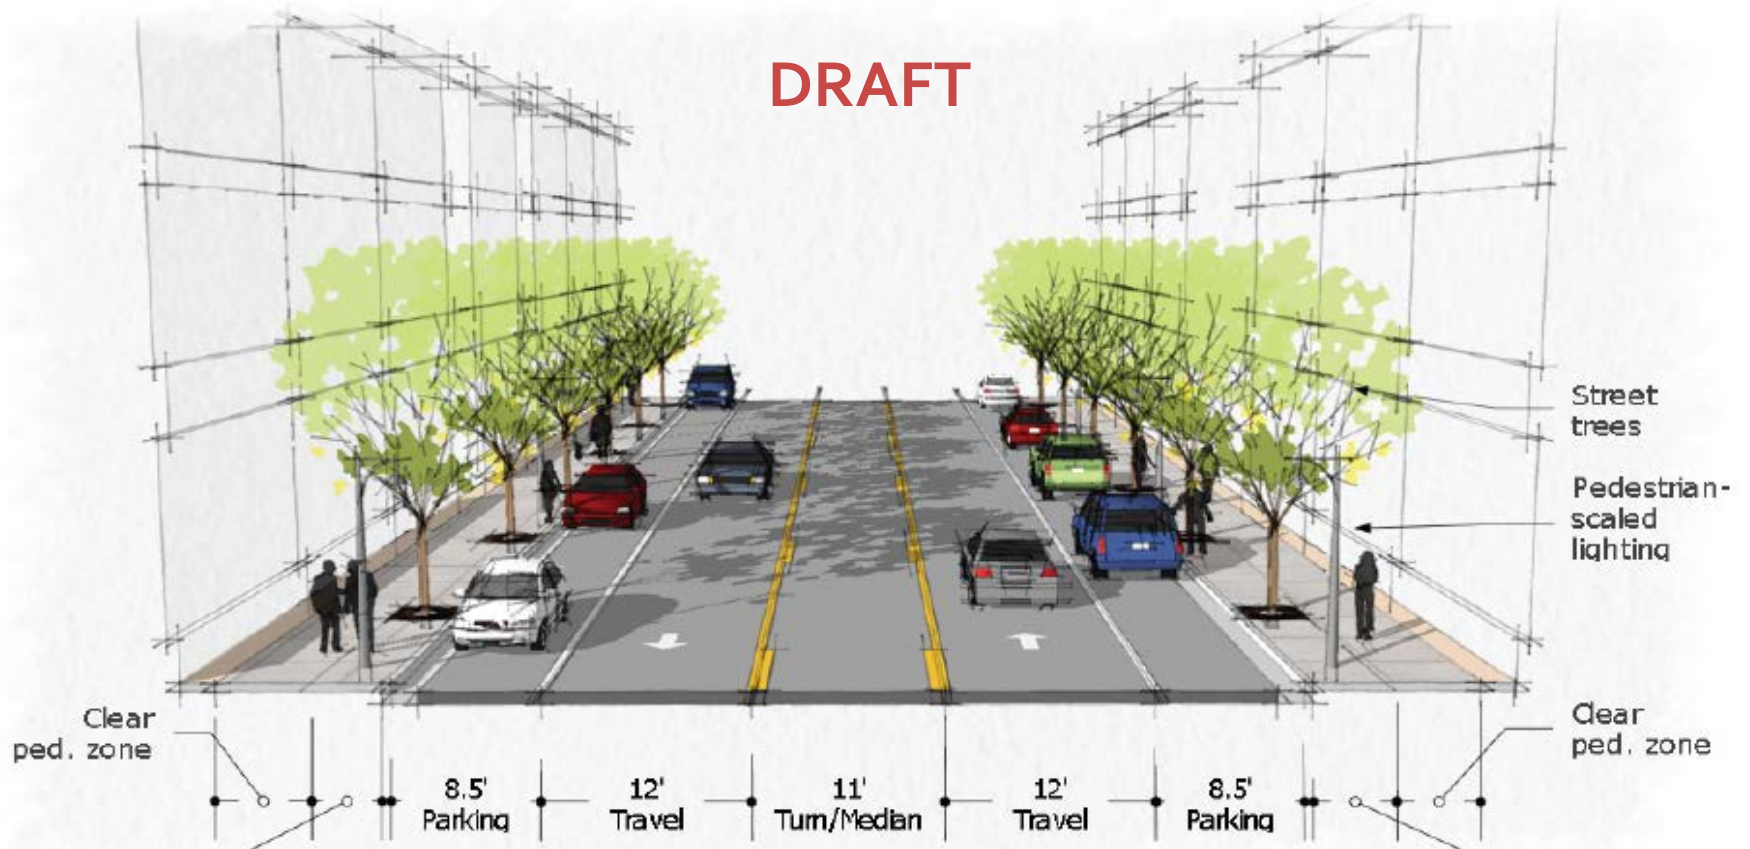 DRAFT
Street
trees
Pedestrian-
scaled
lighting
Clear
ped. zone
Clear
ped. zone
8.5'
Parking
12'
Travel
11'
Turn/Median
12'
Travel
8.5'
Parking